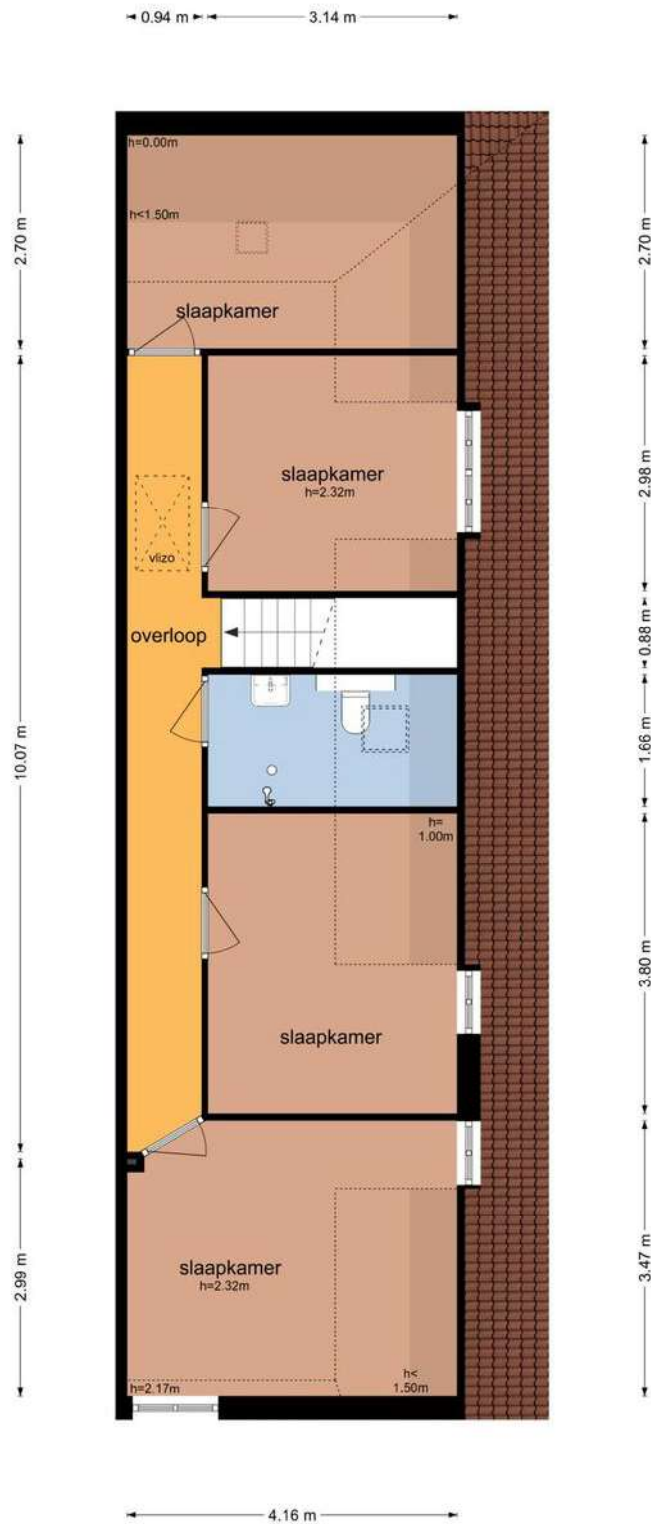 0.94 m
3.14 m
h=0.00m
2.70 m
2.70 m
h<1.50m
slaapkamer
slaapkamer
h=2.32m
2.98 m
vlizo
overloop
0.88 m
10.07 m
1.66 m
h=
1.00m
3.80 m
slaapkamer
slaapkamer
h=2.32m
2.99 m
3.47 m
h<
1.50m
h=2.17m
4.16 m